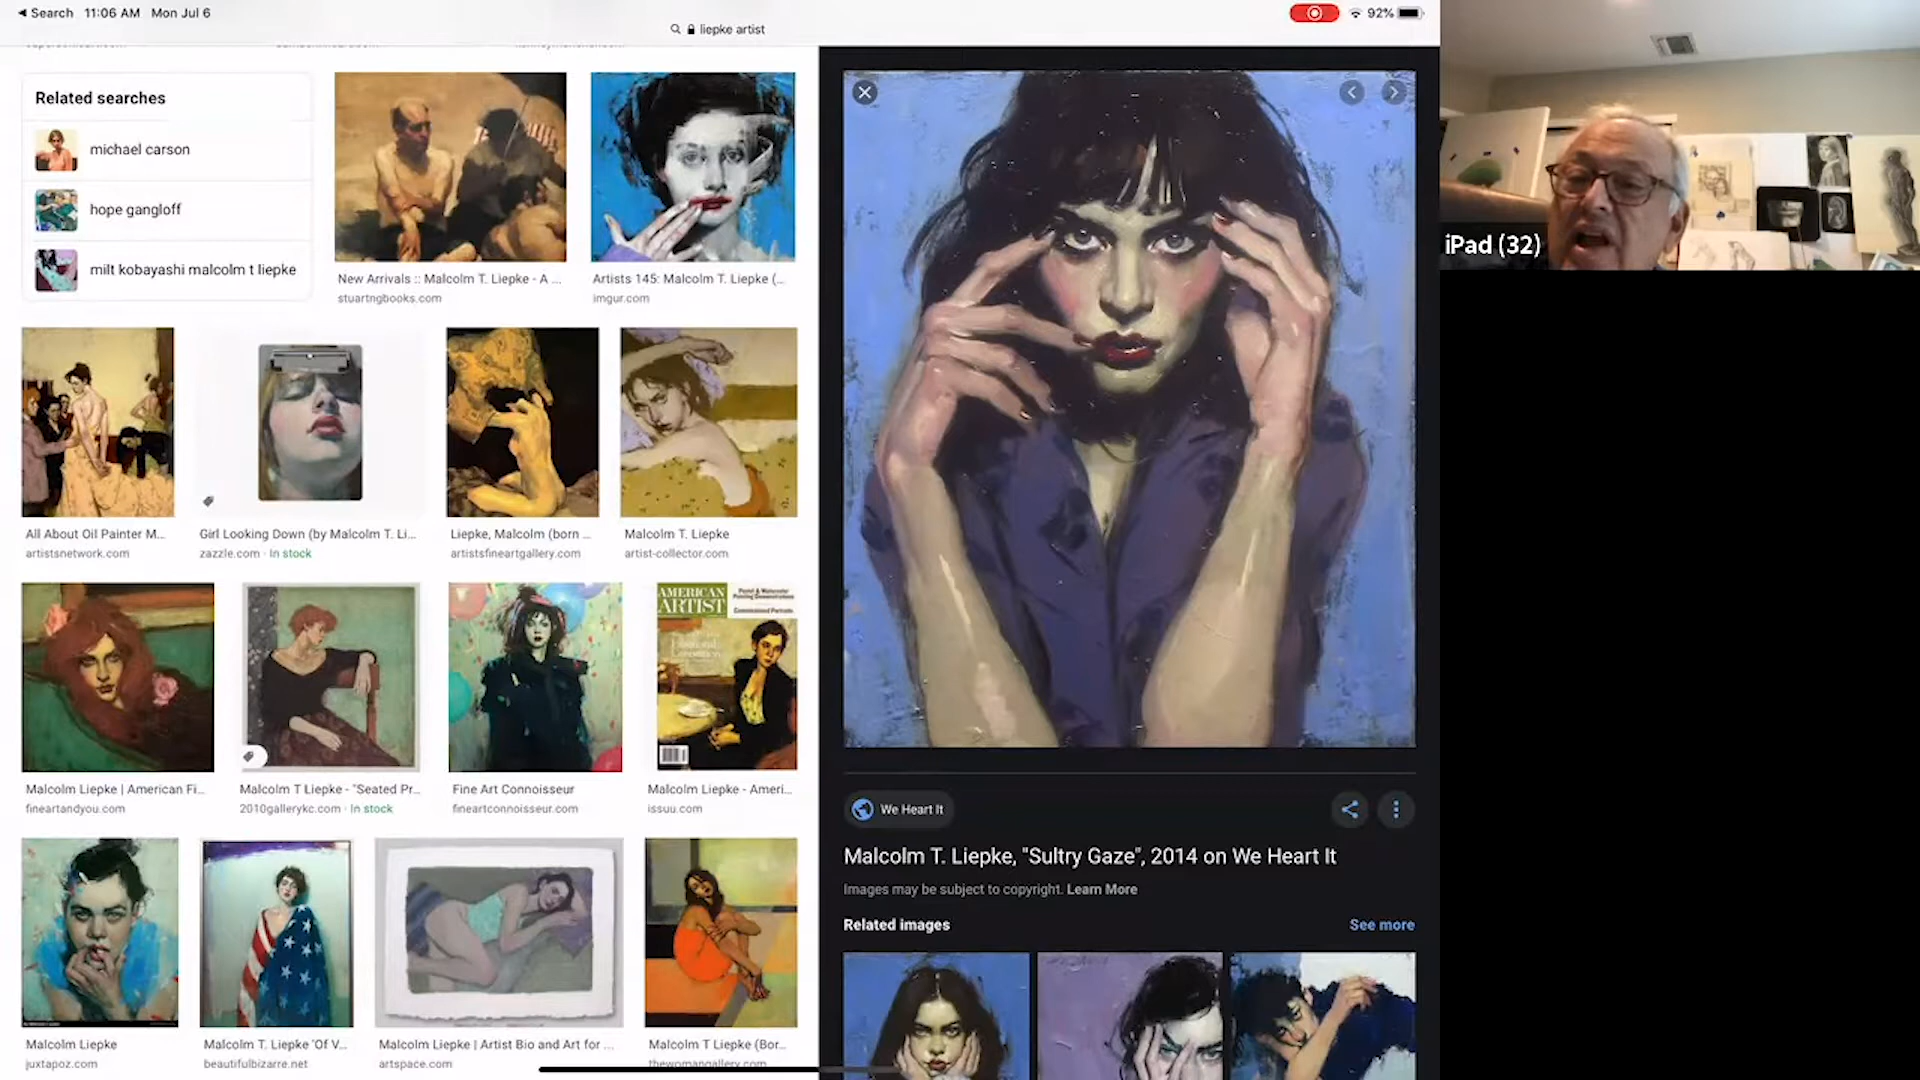 Search 11:06 AM Mon Jul 6
92%
liepke artist
Related searches
michael carson
hope gangloff
milt kobayashi malcolm t liepke
New Arrivals :: Malcolm T. Liepke - A ...
stuartngbooks.com
Artists 145: Malcolm T. Liepke (...
imgur.com
All About Oil Painter M...
artistsnetwork.com
Girl Looking Down (by Malcolm T. Li...
zazzle.com · In stock
Liepke, Malcolm (born ...
artistsfineartgallery.com
Malcolm T. Liepke
artist-collector.com
AMERICAN
ARTIST
Malcolm Liepke | American Fi...
fineartandyou.com
Malcolm T Liepke - "Seated Pr...
2010gallerykc.com · In stock
Fine Art Connoisseur
fineartconnoisseur.com
Malcolm Liepke - Ameri...
issuu.com
Malcolm Liepke
juxtapoz.com
Malcolm T. Liepke 'Of V...
beautifulbizarre.net
Malcolm Liepke | Artist Bio and Art for ...
artspace.com
Malcolm T Liepke (Bor...
thewomangallery.com
We Heart It
Malcolm T. Liepke, "Sultry Gaze", 2014 on We Heart It
Images may be subject to copyright. Learn More
Related images
See more
iPad (32)